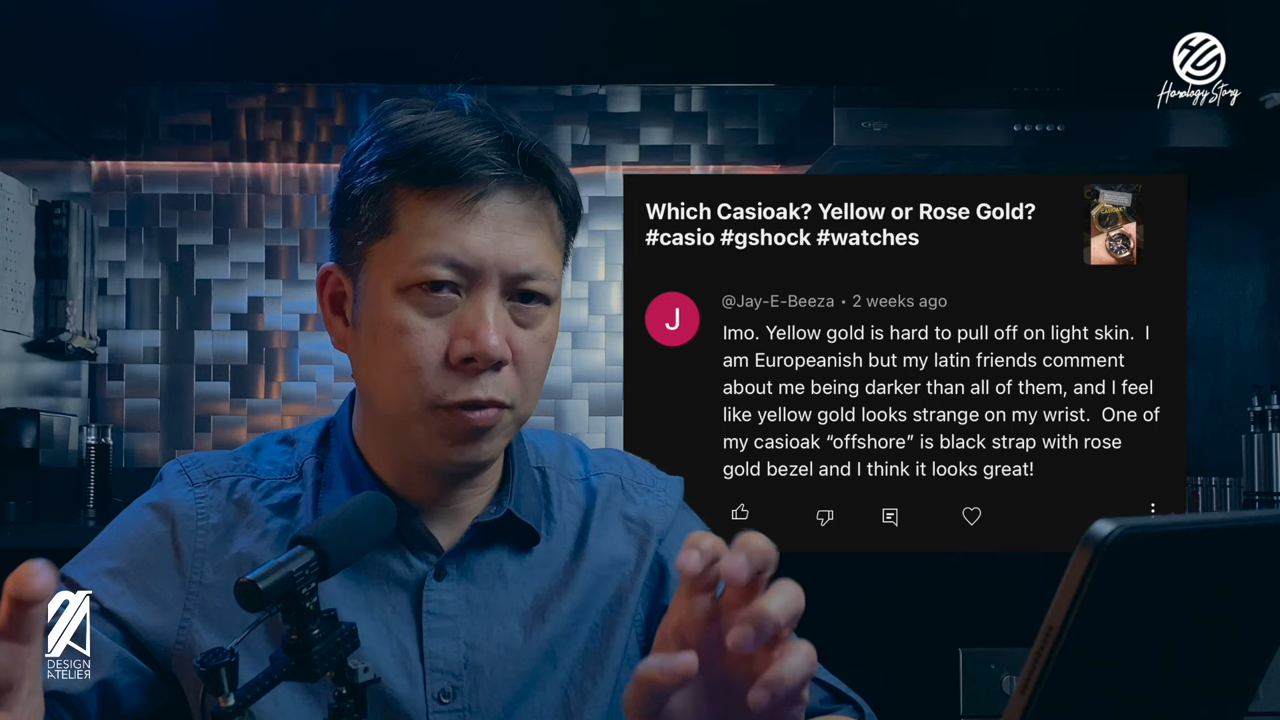 Horology Story
Which Casioak? Yellow or Rose Gold?
#casio #gshock #watches
J
@Jay-E-Beeza • 2 weeks ago
Imo. Yellow gold is hard to pull off on light skin. I
am Europeanish but my latin friends comment
about me being darker than all of them, and I feel
like yellow gold looks strange on my wrist. One of
my casioak “offshore” is black strap with rose
gold bezel and I think it looks great!
DESIGN
ATELIER